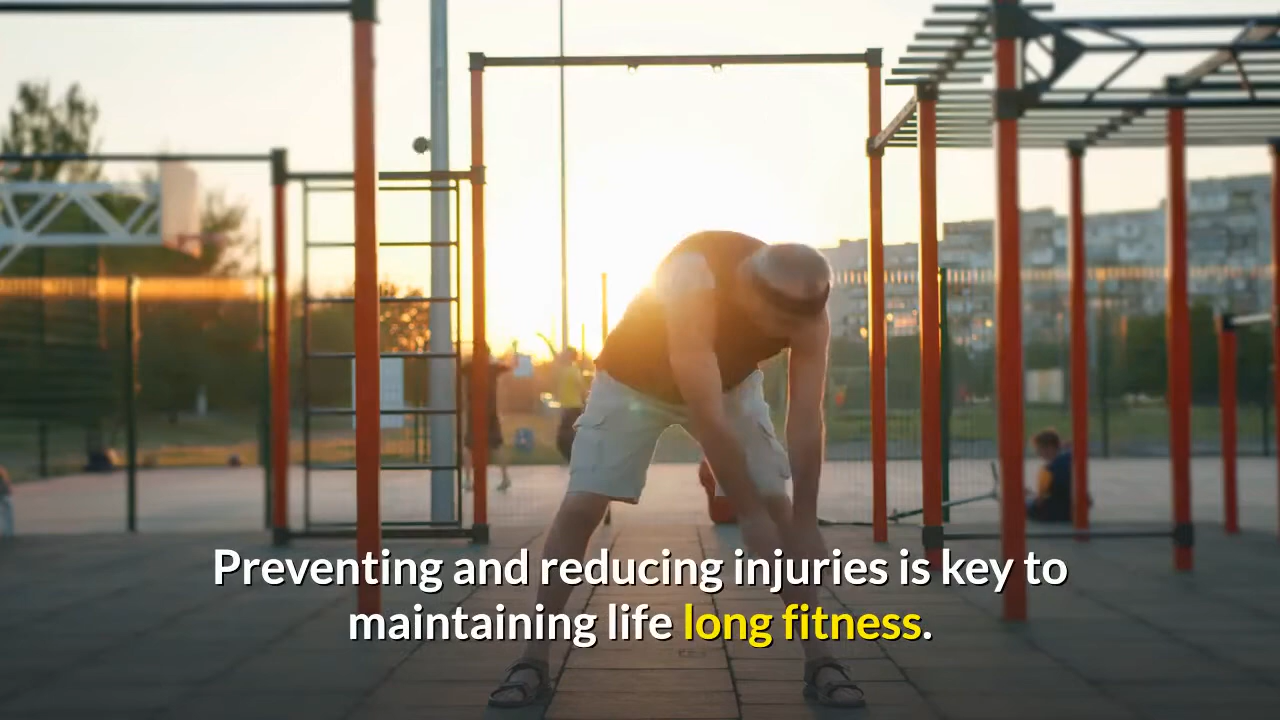 Preventing and reducing injuries is key to
maintaining life long fitness.